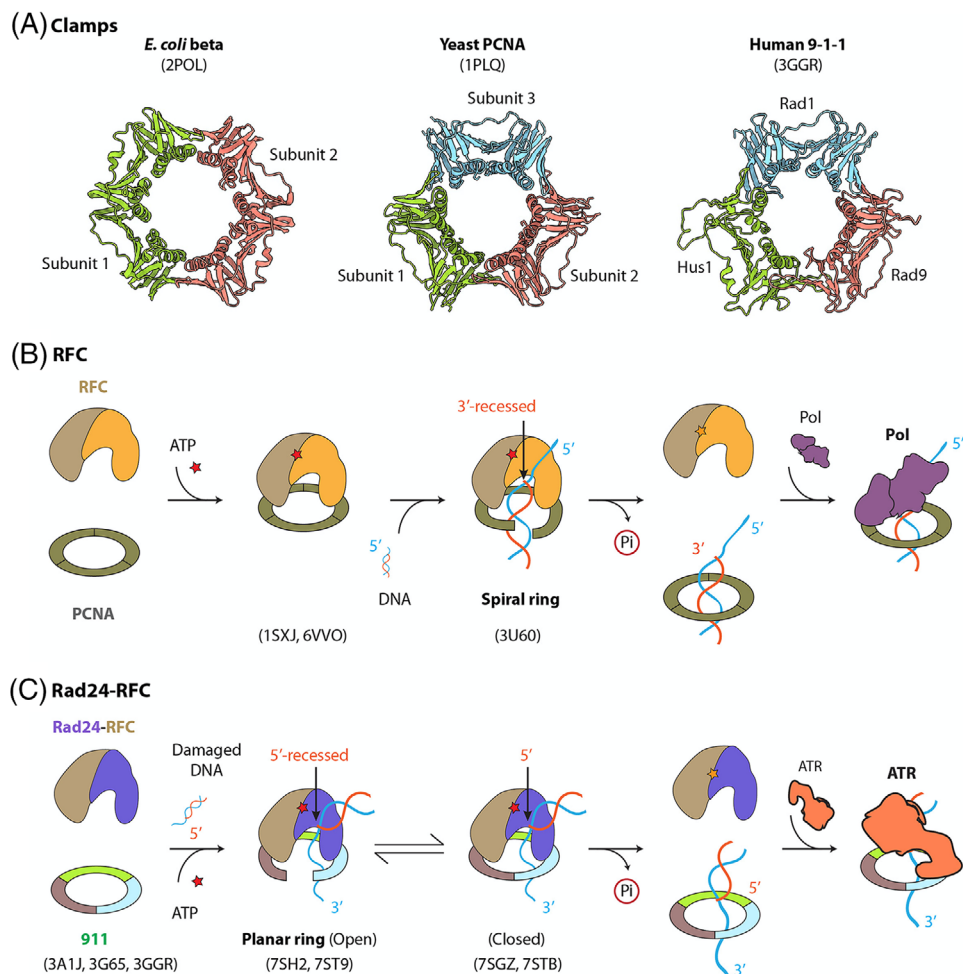 (A) Clamps
E. coli beta
(2POL)
Yeast PCNA
(1PLQ)
Human 9-1-1
(3GGR)
Subunit 2
Subunit 1
Subunit 3
Subunit 1
Subunit 2
Rad1
Hus1
Rad9
(B) RFC
RFC
PCNA
ATP
(1SXJ, 6VVO)
5′
DNA
3′-recessed
5′
Spiral ring
(3U60)
Pi
5′
3′
Pol
Pol
5′
(C) Rad24-RFC
Rad24-RFC
911
(3A1J, 3G65, 3GGR)
Damaged
DNA
5′
ATP
5′-recessed
3′
Planar ring (Open)
(7SH2, 7ST9)
5′
3′
(Closed)
(7SGZ, 7STB)
Pi
5′
3′
ATR
ATR
3′